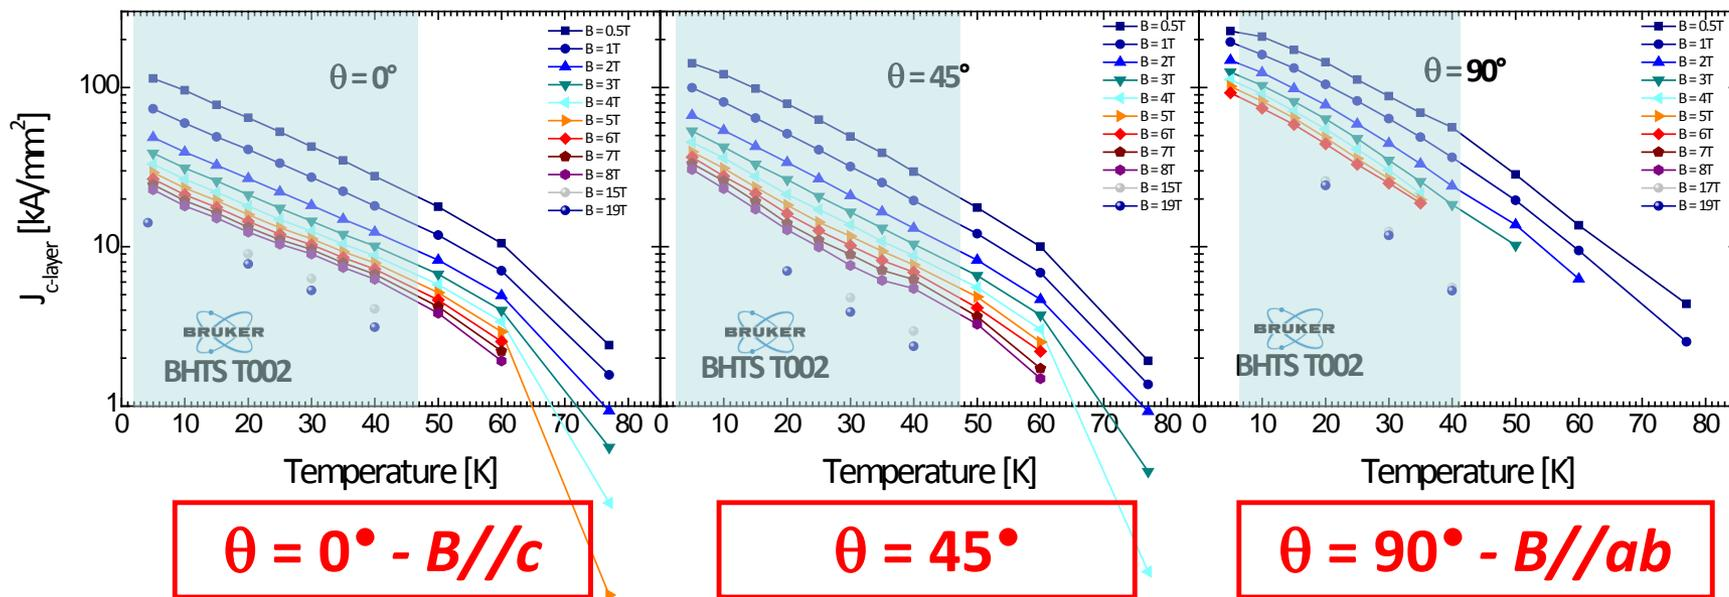 J_c-layer [kA/mm²]
100
10
1
θ = 0°
B = 0.5T
B = 1T
B = 2T
B = 3T
B = 4T
B = 5T
B = 6T
B = 7T
B = 8T
B = 15T
B = 19T
BRUKER
BHTS T002
0 10 20 30 40 50 60 70 80
Temperature [K]
θ = 0° - B//c
θ = 45°
B = 0.5T
B = 1T
B = 2T
B = 3T
B = 4T
B = 5T
B = 6T
B = 7T
B = 8T
B = 15T
B = 19T
BRUKER
BHTS T002
0 10 20 30 40 50 60 70 80
Temperature [K]
θ = 45°
θ = 90°
B = 0.5T
B = 1T
B = 2T
B = 3T
B = 4T
B = 5T
B = 6T
B = 7T
B = 8T
B = 17T
B = 19T
BRUKER
BHTS T002
0 10 20 30 40 50 60 70 80
Temperature [K]
θ = 90° - B//ab